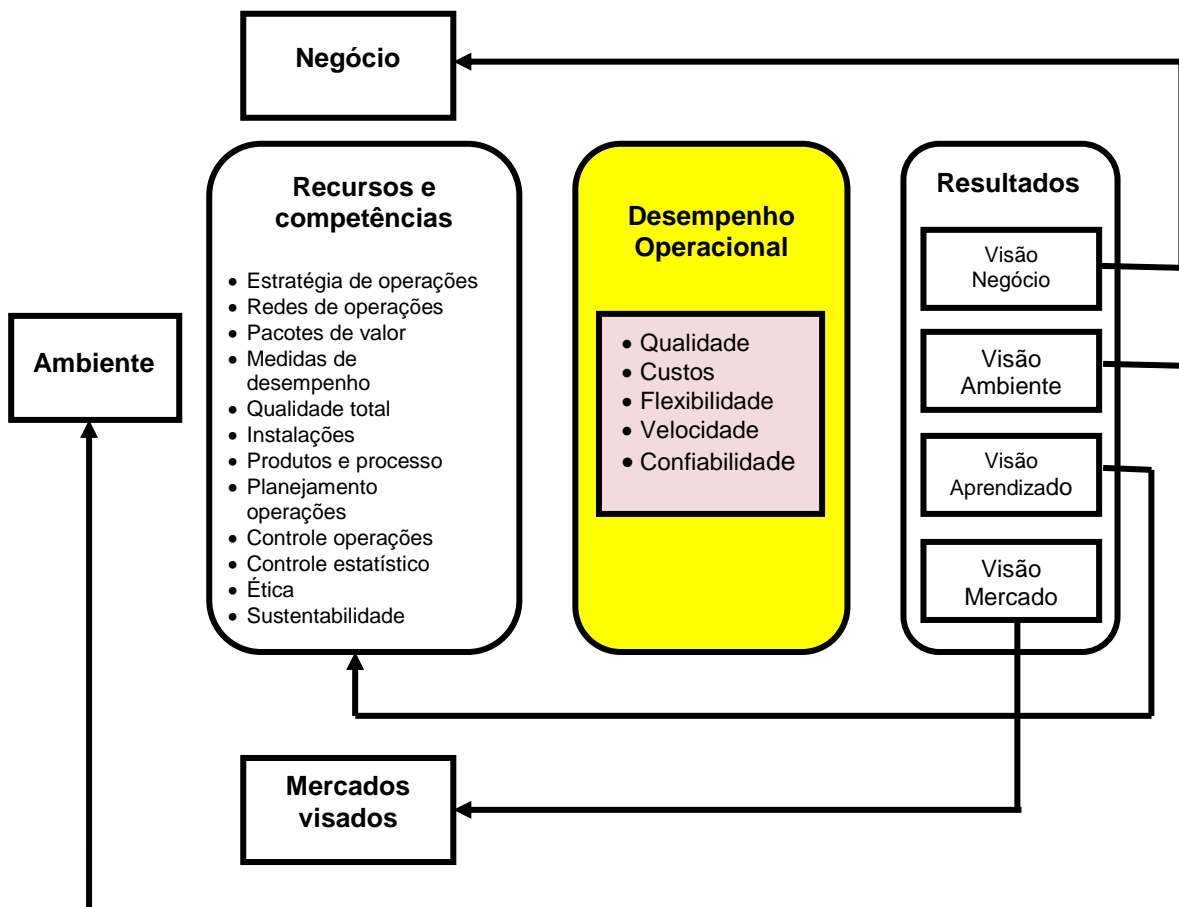 Negócio
Recursos e
competências
• Estratégia de operações
• Redes de operações
• Pacotes de valor
• Medidas de
desempenho
• Qualidade total
• Instalações
• Produtos e processo
• Planejamento
operações
• Controle operações
• Controle estatístico
• Ética
• Sustentabilidade
Desempenho
Operacional
• Qualidade
• Custos
• Flexibilidade
• Velocidade
• Confiabilidade
Resultados
Visão
Negócio
Visão
Ambiente
Visão
Aprendizado
Visão
Mercado
Ambiente
Mercados
visados